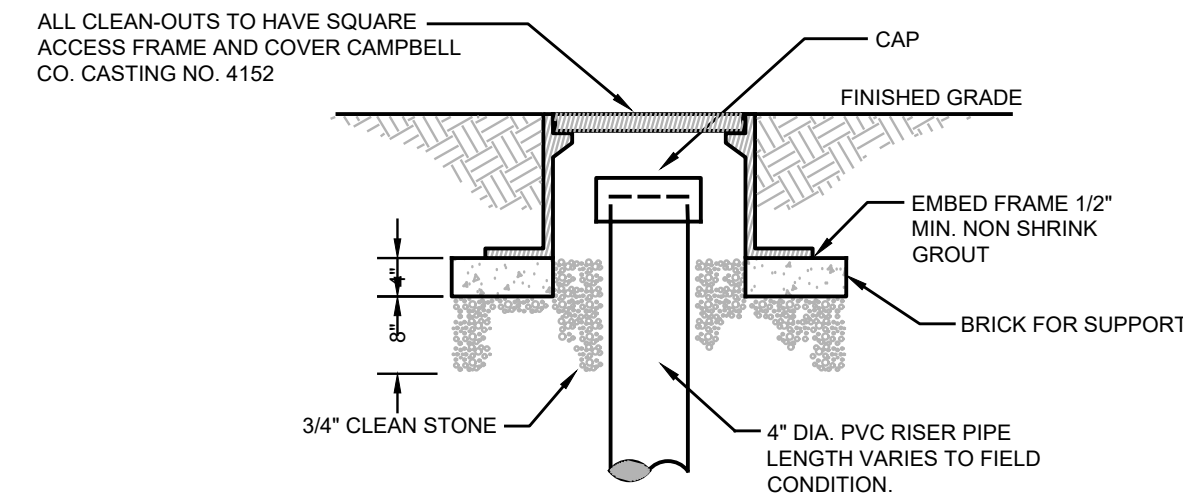 ALL CLEAN-OUTS TO HAVE SQUARE
ACCESS FRAME AND COVER CAMPBELL
CO. CASTING NO. 4152
CAP
FINISHED GRADE
EMBED FRAME 1/2"
MIN. NON SHRINK
GROUT
4"
8"
BRICK FOR SUPPORT
3/4" CLEAN STONE
4" DIA. PVC RISER PIPE
LENGTH VARIES TO FIELD
CONDITION.